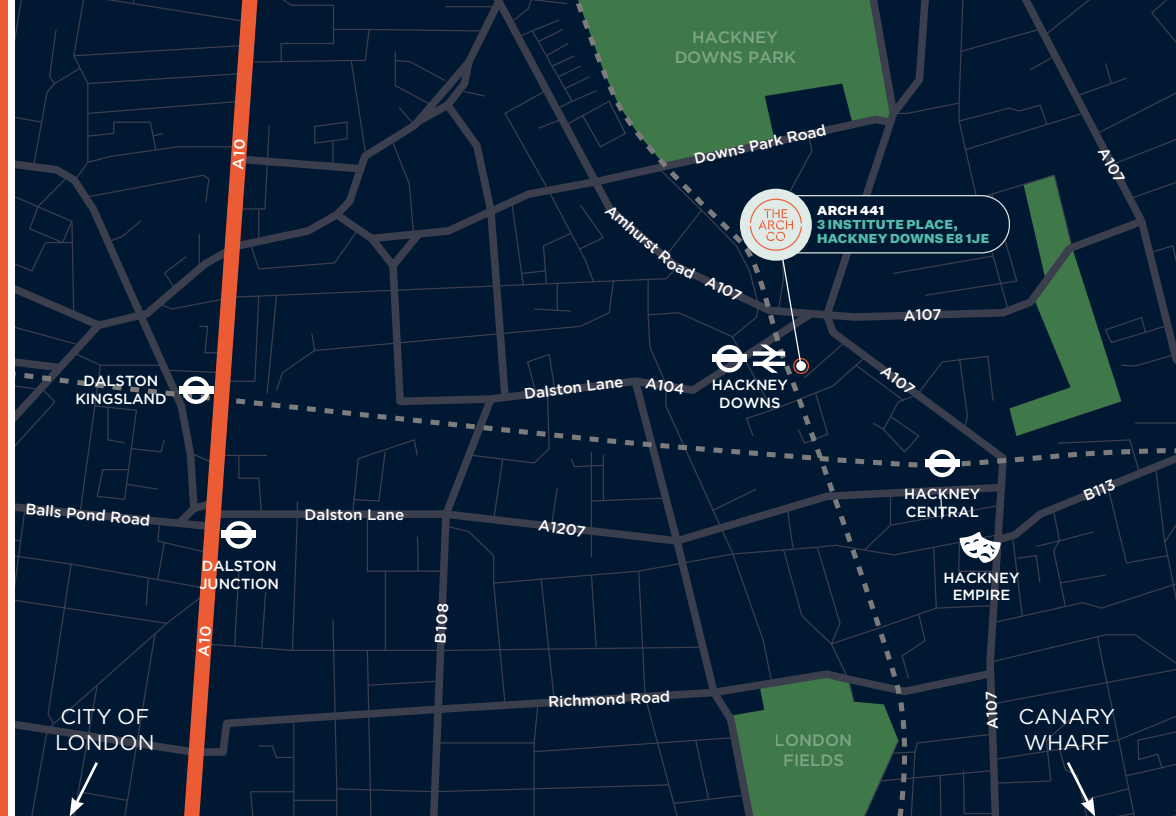 HACKNEY
DOWNS PARK
A10
Downs Park Road
A107
THE
ARCH
CO
ARCH 441
3 INSTITUTE PLACE,
HACKNEY DOWNS E8 1JE
Amhurst Road
A107
A107
DALSTON
KINGSLAND
Dalston Lane
A104
HACKNEY
DOWNS
A107
HACKNEY
CENTRAL
B113
Balls Pond Road
Dalston Lane
A1207
DALSTON
JUNCTION
HACKNEY
EMPIRE
B108
A10
Richmond Road
A107
CITY OF
LONDON
LONDON
FIELDS
CANARY
WHARF